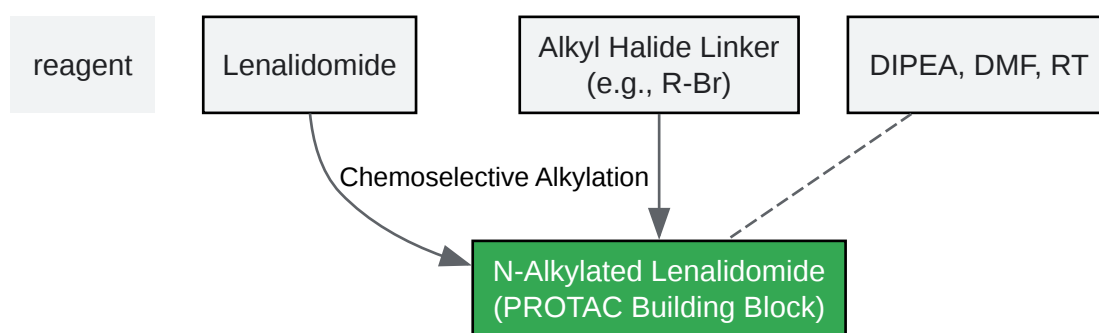 reagent
Lenalidomide
Alkyl Halide Linker
(e.g., R-Br)
DIPEA, DMF, RT
Chemoselective Alkylation
N-Alkylated Lenalidomide
(PROTAC Building Block)